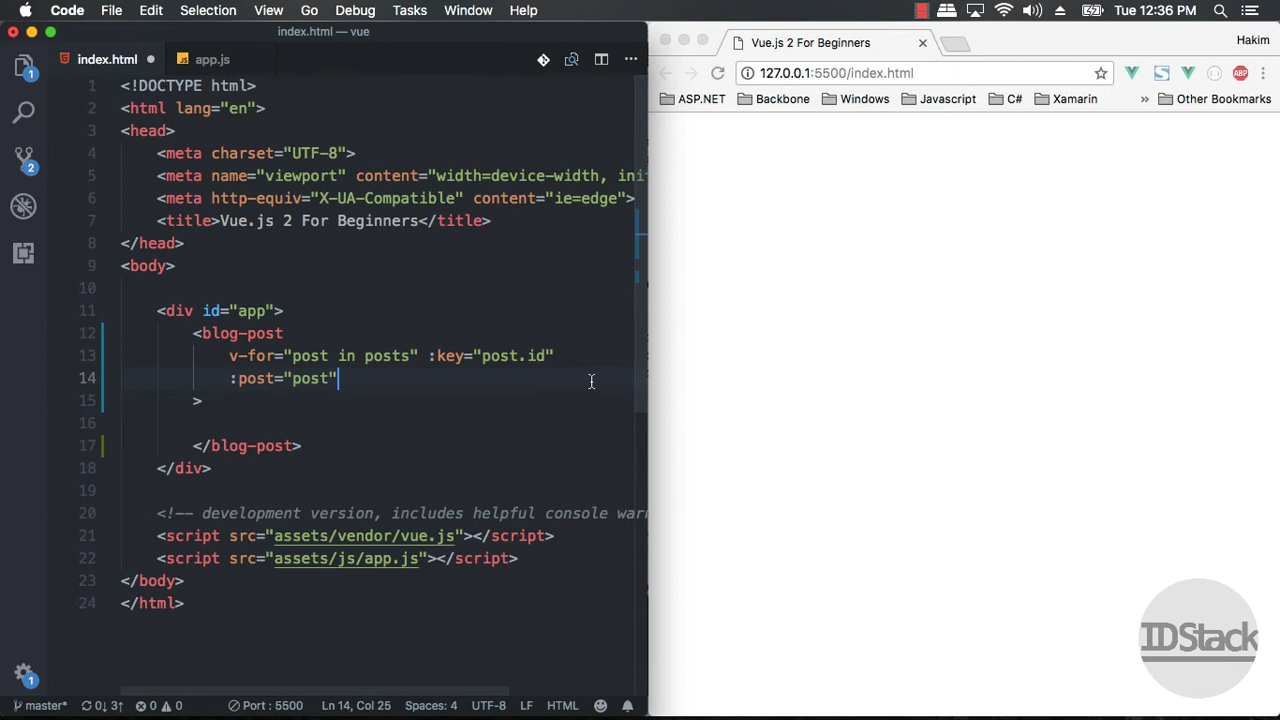 Code File Edit Selection View Go Debug Tasks Window Help Tue 12:36 PM
index.html — vue
index.html app.js
Vue.js 2 For Beginners
Hakim
127.0.0.1:5500/index.html
ABP
ASP.NET Backbone Windows Javascript C# Xamarin » Other Bookmarks
1 <!DOCTYPE html>
2 <html lang="en">
3 <head>
4 <meta charset="UTF-8">
5 <meta name="viewport" content="width=device-width, ini
6 <meta http-equiv="X-UA-Compatible" content="ie=edge">
7 <title>Vue.js 2 For Beginners</title>
8 </head>
9 <body>
10
11 <div id="app">
12 <blog-post
13 v-for="post in posts" :key="post.id"
14 :post="post"
15 >
16
17 </blog-post>
18 </div>
19
20 <!-- development version, includes helpful console war
21 <script src="assets/vendor/vue.js"></script>
22 <script src="assets/js/app.js"></script>
23 </body>
24 </html>
1
2
1
IDStack
master* 0↓ 3↑ 0 0 Port : 5500 Ln 14, Col 25 Spaces: 4 UTF-8 LF HTML